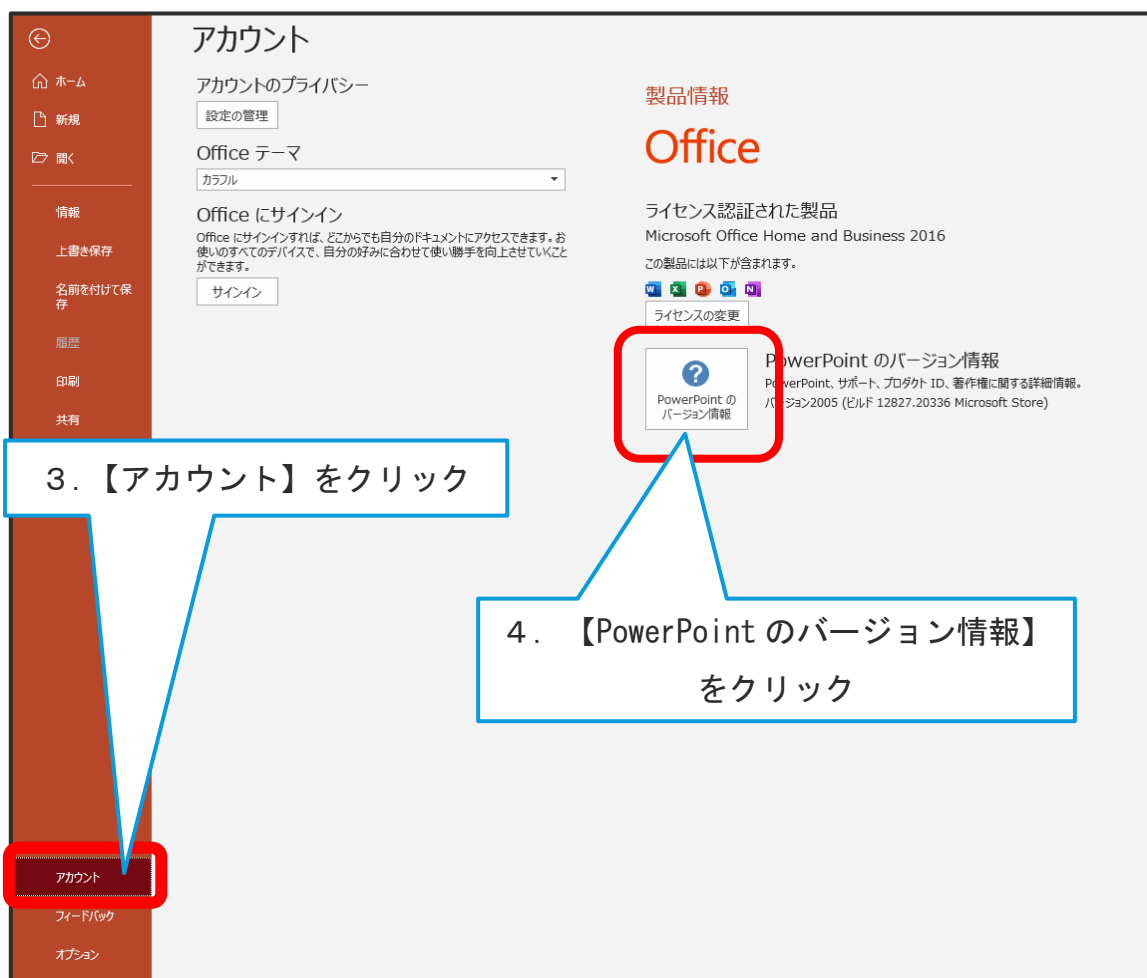 アカウント
ホーム
新規
開く
情報
上書き保存
名前を付けて保
存
履歴
印刷
共有
アカウント
フィードバック
オプション
アカウントのプライバシー
設定の管理
Office テーマ
カラフル
Office にサインイン
Office にサインインすれば、どこからでも自分のドキュメントにアクセスできます。お
使いのすべてのデバイスで、自分の好みに合わせて使い勝手を向上させていくこと
ができます。
サインイン
製品情報
Office
ライセンス認証された製品
Microsoft Office Home and Business 2016
この製品には以下が含まれます。
ライセンスの変更
PowerPoint の
バージョン情報
PowerPoint のバージョン情報
PowerPoint、サポート、プロダクト ID、著作権に関する詳細情報。
バージョン2005 (ビルド 12827.20336 Microsoft Store)
３.【アカウント】をクリック
４. 【PowerPoint のバージョン情報】
をクリック